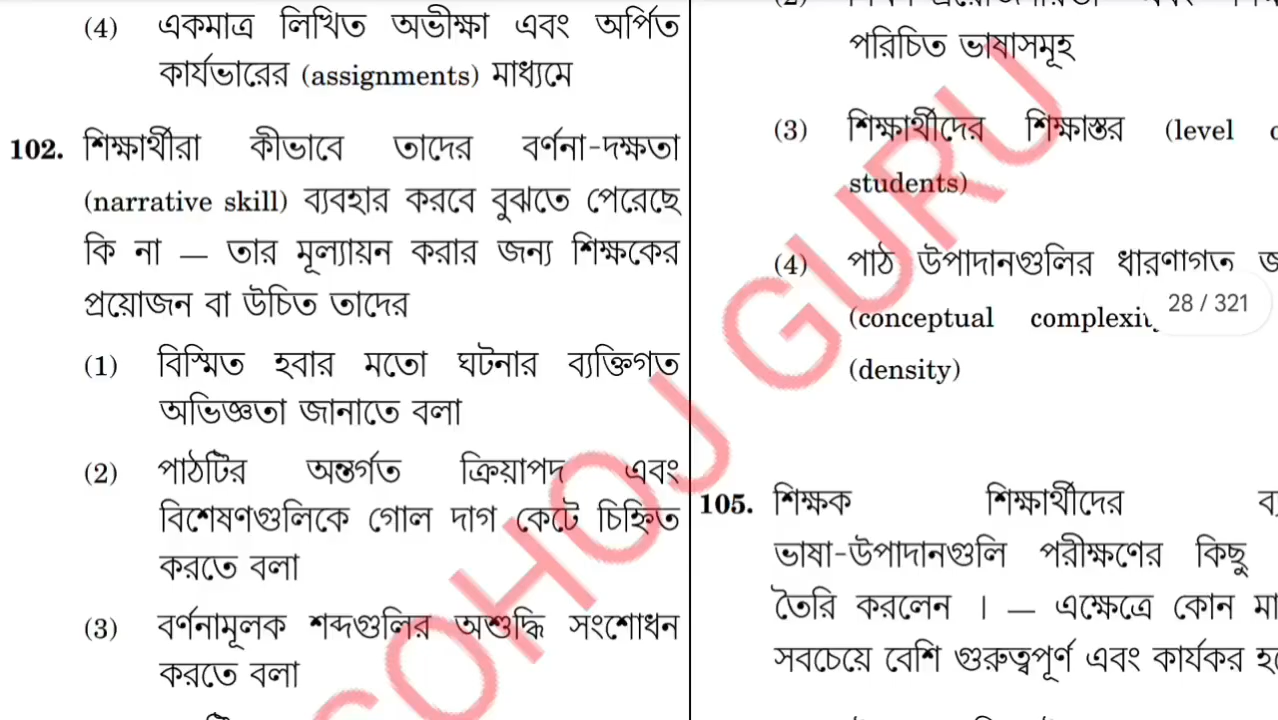 (4) একমাত্র লিখিত অভীক্ষা এবং অর্পিত
কার্যভারের (assignments) মাধ্যমে
102. শিক্ষার্থীরা কীভাবে তাদের বর্ণনা-দক্ষতা
(narrative skill) ব্যবহার করবে বুঝতে পেরেছে
কি না — তার মূল্যায়ন করার জন্য শিক্ষকের
প্রয়োজন বা উচিত তাদের
(1) বিস্মিত হবার মতো ঘটনার ব্যক্তিগত
অভিজ্ঞতা জানাতে বলা
(2) পাঠটির অন্তর্গত ক্রিয়াপদ এবং
বিশেষণগুলিকে গোল দাগ কেটে চিহ্নিত
করতে বলা
(3) বর্ণনামূলক শব্দগুলির অশুদ্ধি সংশোধন
করতে বলা
পরিচিত ভাষাসমূহ
(3) শিক্ষার্থীদের শিক্ষাস্তর (level
students)
(4) পাঠ উপাদানগুলির ধারণাগত
(conceptual
(density)
28 / 321
105. শিক্ষক শিক্ষার্থীদের
ভাষা-উপাদানগুলি পরীক্ষণের কিছু
তৈরি করলেন । — এক্ষেত্রে কোন
সবচেয়ে বেশি গুরুত্বপূর্ণ এবং কার্যকর
SOHOJ GURU